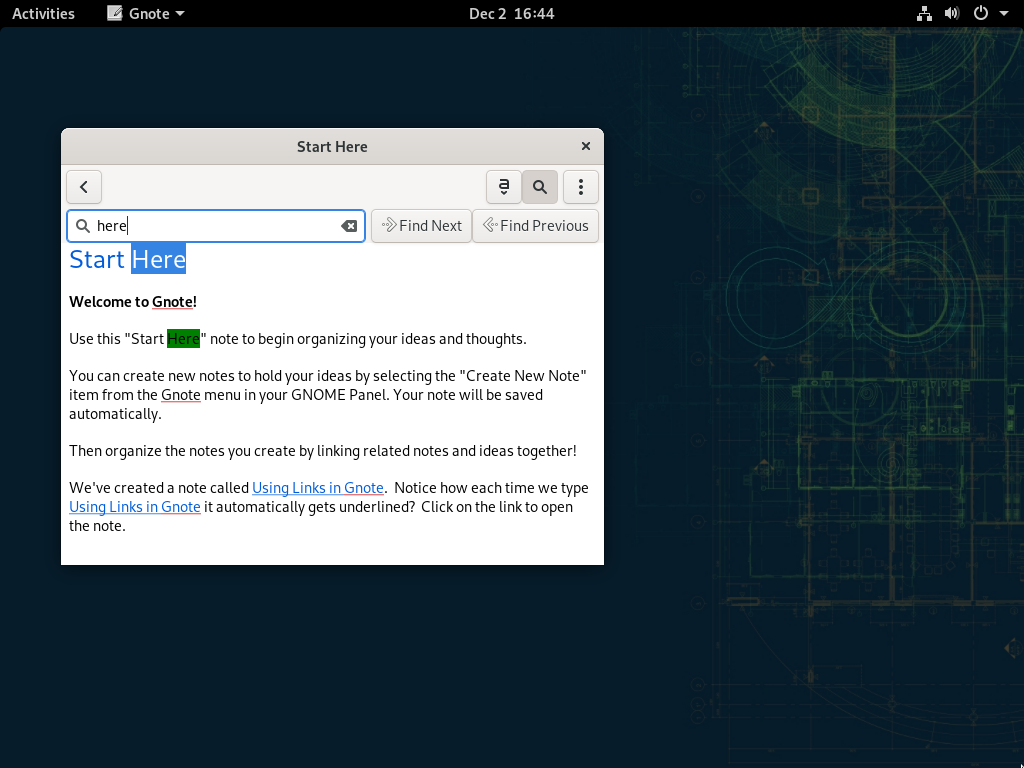 Activities Gnote Dec 2 16:44
Start Here
a
here Find Next Find Previous
Start Here
Welcome to Gnote!
Use this "Start Here" note to begin organizing your ideas and thoughts.
You can create new notes to hold your ideas by selecting the "Create New Note"
item from the Gnote menu in your GNOME Panel. Your note will be saved
automatically.
Then organize the notes you create by linking related notes and ideas together!
We've created a note called Using Links in Gnote.  Notice how each time we type
Using Links in Gnote it automatically gets underlined?  Click on the link to open
the note.